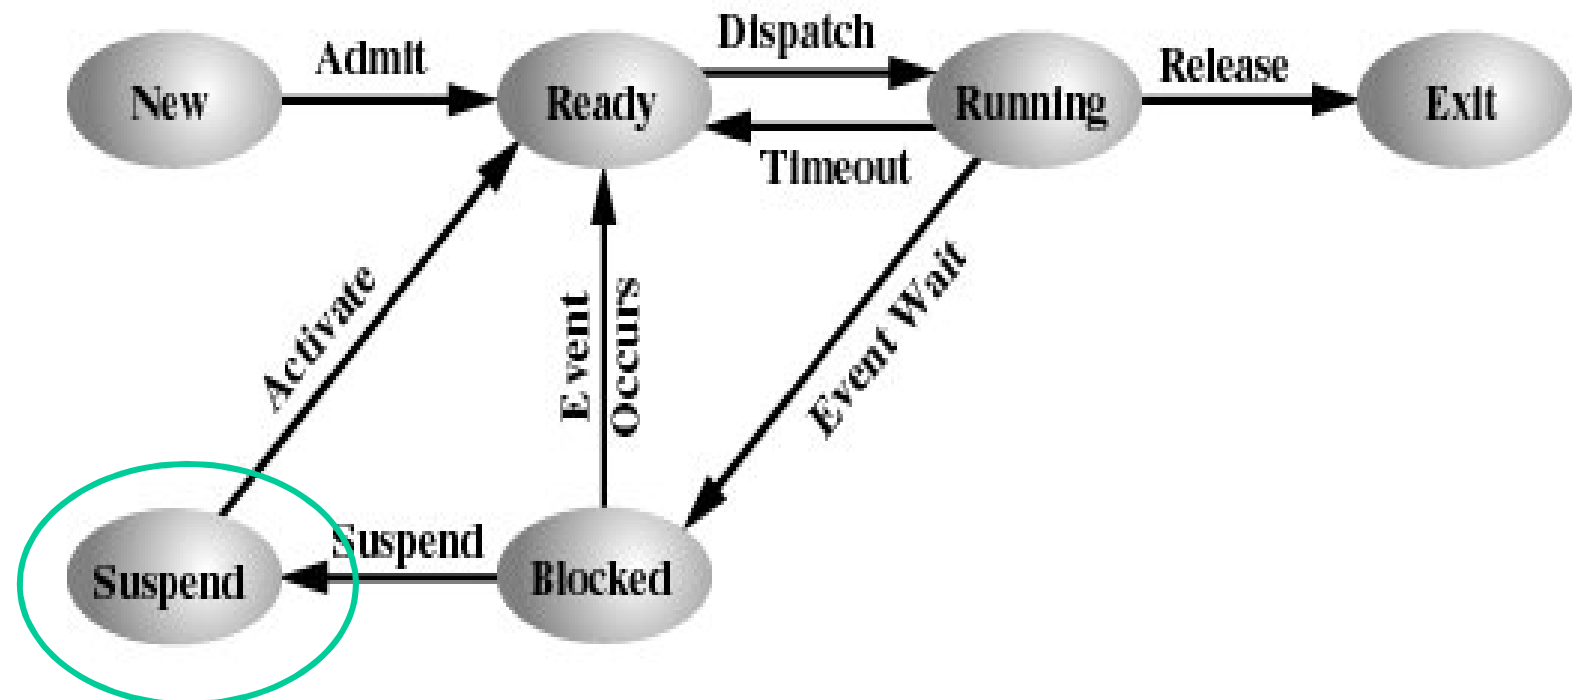 Dispatch
Admit
Release
New
Ready
Running
Exit
Timeout
Activate
Event
Occurs
Event Wait
Suspend
Suspend
Blocked